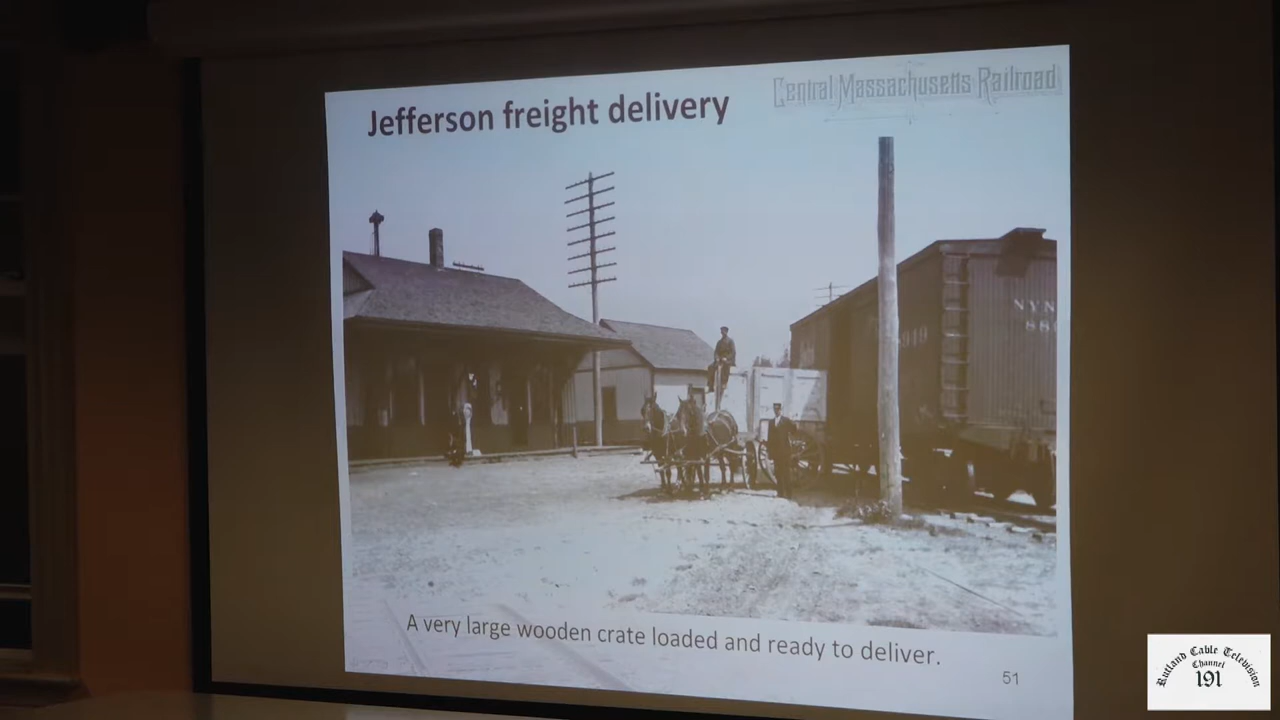 Jefferson freight delivery
Central Massachusetts Railroad
NYN
88
A very large wooden crate loaded and ready to deliver.
51
Rutland Cable Television
Channel
191